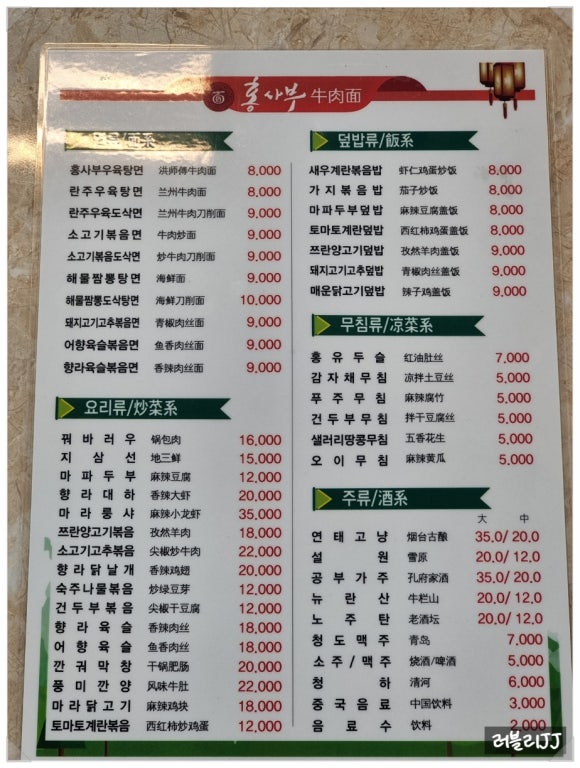 홍사부 牛肉面
면류/面系
홍사부우육탕면 洪师傅牛肉面 8,000
란주우육탕면 兰州牛肉面 8,000
란주우육도삭면 兰州牛肉刀削面 9,000
소고기볶음면 牛肉炒面 9,000
소고기볶음도삭면 炒牛肉刀削面 9,000
해물짬뽕탕면 海鲜面 9,000
해물짬뽕도삭탕면 海鲜刀削面 10,000
돼지고기고추볶음면 青椒肉丝面 9,000
어향육슬볶음면 鱼香肉丝面 9,000
향라육슬볶음면 香辣肉丝面 9,000
요리류/炒菜系
꿔바러우 锅包肉 16,000
지삼선 地三鲜 15,000
마파두부 麻辣豆腐 12,000
향라대하 香辣大虾 20,000
마라룽샤 麻辣小龙虾 35,000
쯔란양고기볶음 孜然羊肉 18,000
소고기고추볶음 尖椒炒牛肉 22,000
향라닭날개 香辣鸡翅 20,000
숙주나물볶음 炒绿豆芽 12,000
건두부볶음 尖椒干豆腐 12,000
향라육슬 香辣肉丝 18,000
어향육슬 鱼香肉丝 18,000
깐궈막창 干锅肥肠 20,000
풍미깐양 风味牛肚 22,000
마라닭고기 麻辣鸡块 18,000
토마토계란볶음 西红柿炒鸡蛋 12,000
덮밥류/飯系
새우계란볶음밥 虾仁鸡蛋炒饭 8,000
가지볶음밥 茄子炒饭 8,000
마파두부덮밥 麻辣豆腐盖饭 8,000
토마토계란덮밥 西红柿鸡蛋盖饭 8,000
쯔란양고기덮밥 孜然羊肉盖饭 9,000
돼지고기고추덮밥 青椒肉丝盖饭 9,000
매운닭고기덮밥 辣子鸡盖饭 9,000
무침류/凉菜系
홍유두슬 红油肚丝 7,000
감자채무침 凉拌土豆丝 5,000
푸주무침 麻辣腐竹 5,000
건두부무침 拌干豆腐丝 5,000
샐러리땅콩무침 五香花生 5,000
오이무침 麻辣黄瓜 5,000
주류/酒系
大 中
연태고냥 烟台古酿 35.0/ 20.0
설원 雪原 20.0/ 12.0
공부가주 孔府家酒 35.0/ 20.0
뉴란산 牛栏山 20.0/ 12.0
노주탄 老酒坛 20.0/ 12.0
청도맥주 青岛 7,000
소주/맥주 烧酒/啤酒 5,000
청하 清河 6,000
중국음료 中国饮料 3,000
음료수 饮料 2,000
러블리JJ